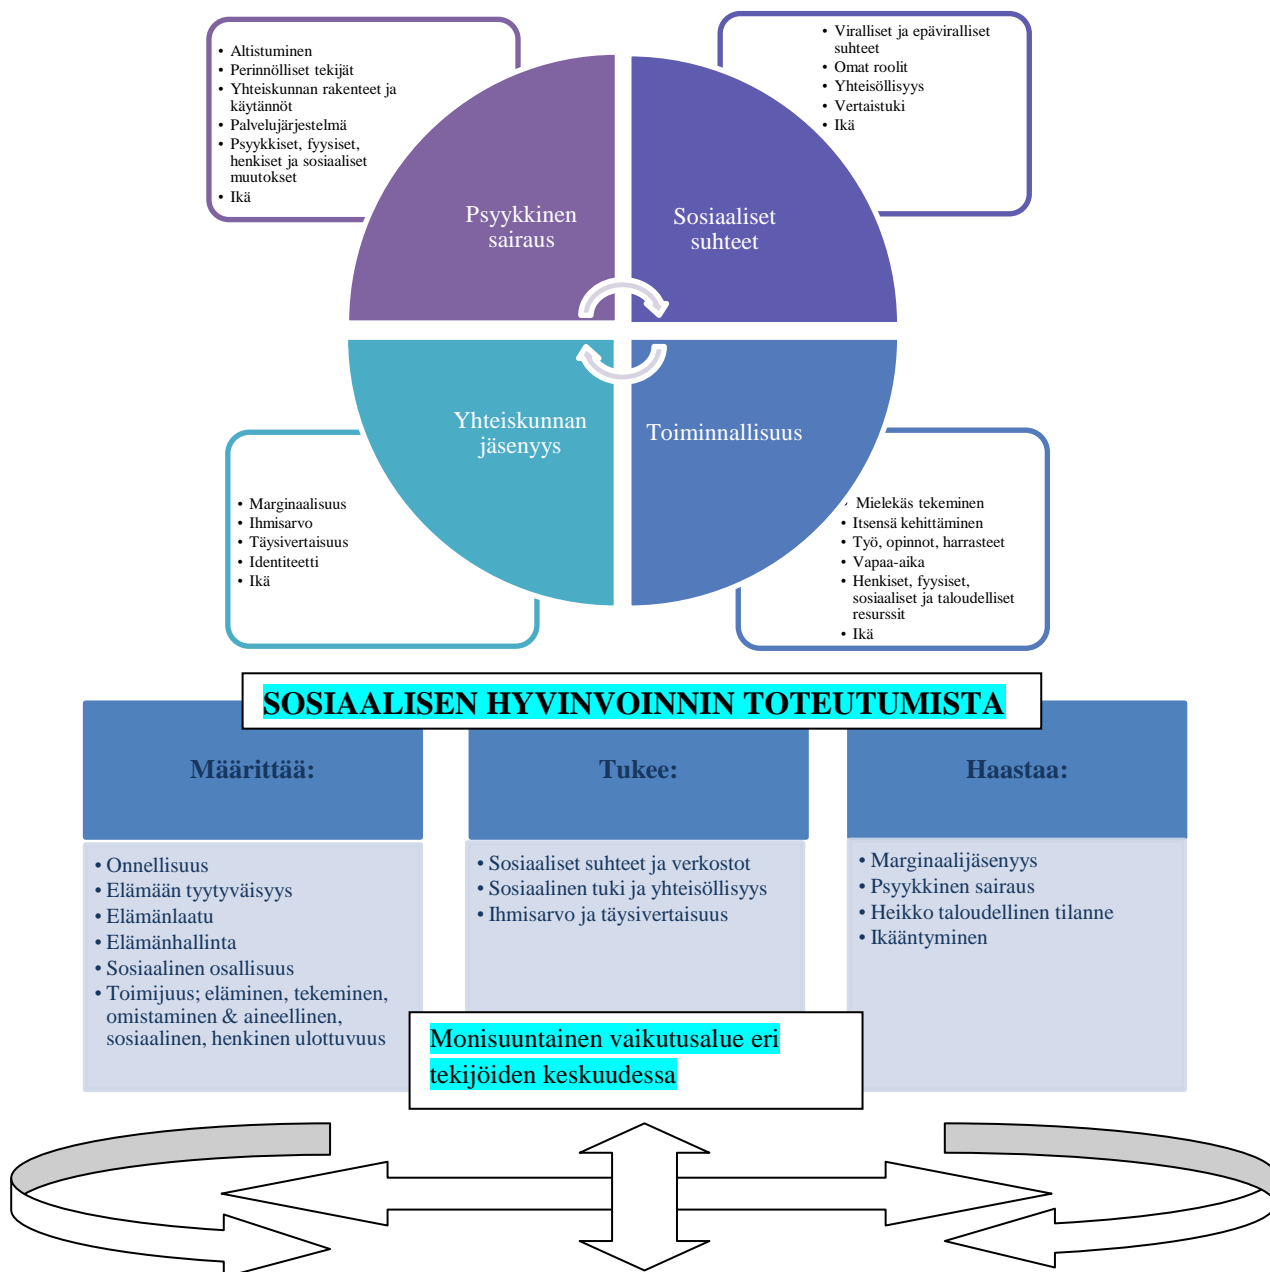 • Altistuminen
• Perinnölliset tekijät
• Yhteiskunnan rakenteet ja
käytännöt
• Palvelujärjestelmä
• Psyykkiset, fyysiset,
henkiset ja sosiaaliset
muutokset
• Ikä
• Viralliset ja epäviralliset
suhteet
• Omat roolit
• Yhteisöllisyys
• Vertaistuki
• Ikä
Psyykkinen
sairaus
Sosiaaliset
suhteet
Yhteiskunnan
jäsenyys
Toiminnallisuus
• Marginaalisuus
• Ihmisarvo
• Täysivertaisuus
• Identiteetti
• Ikä
• Mielekäs tekeminen
• Itsensä kehittäminen
• Työ, opinnot, harrasteet
• Vapaa-aika
• Henkiset, fyysiset,
sosiaaliset ja taloudelliset
resurssit
• Ikä
SOSIAALISEN HYVINVOINNIN TOTEUTUMISTA
Määrittää:
• Onnellisuus
• Elämään tyytyväisyys
• Elämänlaatu
• Elämänhallinta
• Sosiaalinen osallisuus
• Toimijuus; eläminen, tekeminen,
omistaminen & aineellinen,
sosiaalinen, henkinen ulottuvuus
Tukee:
• Sosiaaliset suhteet ja verkostot
• Sosiaalinen tuki ja yhteisöllisyys
• Ihmisarvo ja täysivertaisuus
Haastaa:
• Marginaalijäsenyys
• Psyykkinen sairaus
• Heikko taloudellinen tilanne
• Ikääntyminen
Monisuuntainen vaikutusalue eri
tekijöiden keskuudessa